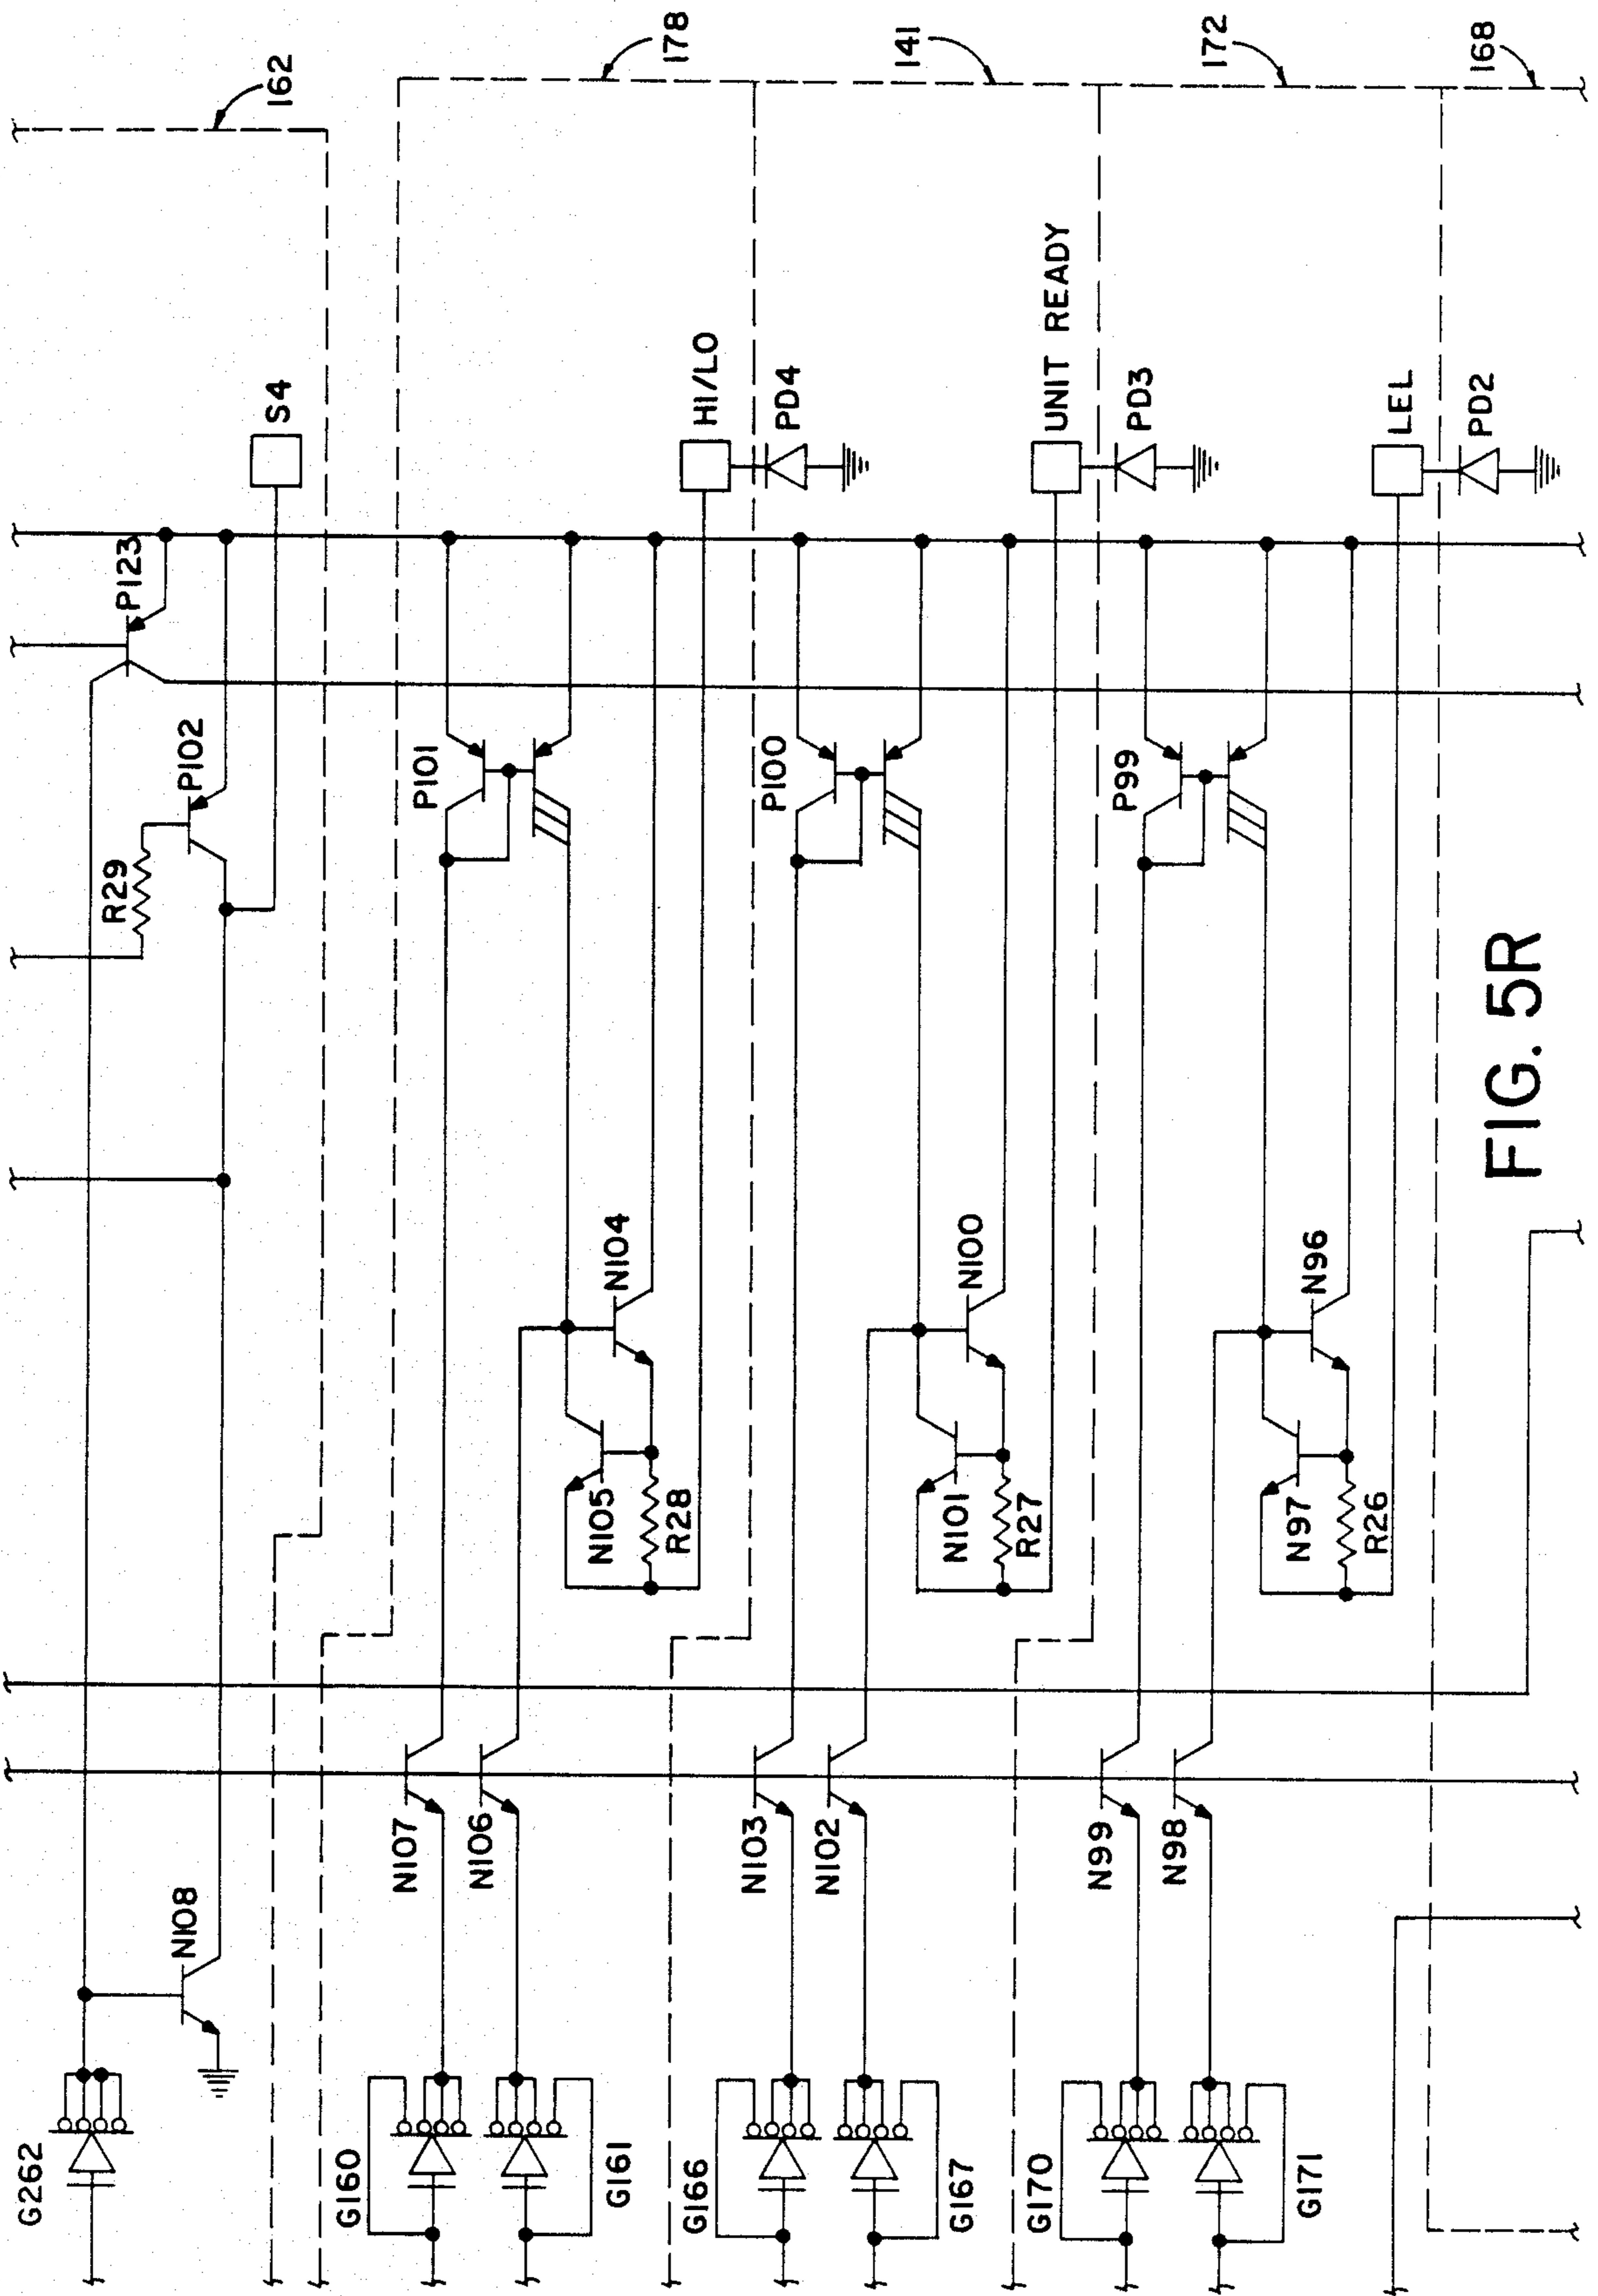 162
178
141
172
168
S4
HI/LO
PD4
UNIT READY
PD3
LEL
PD2
P123
P102
R29
P101
P100
P99
N104
N105
R28
N100
N101
R27
N96
N97
R26
N108
N107
N106
N103
N102
N99
N98
G262
G160
G161
G166
G167
G170
G171
FIG. 5R